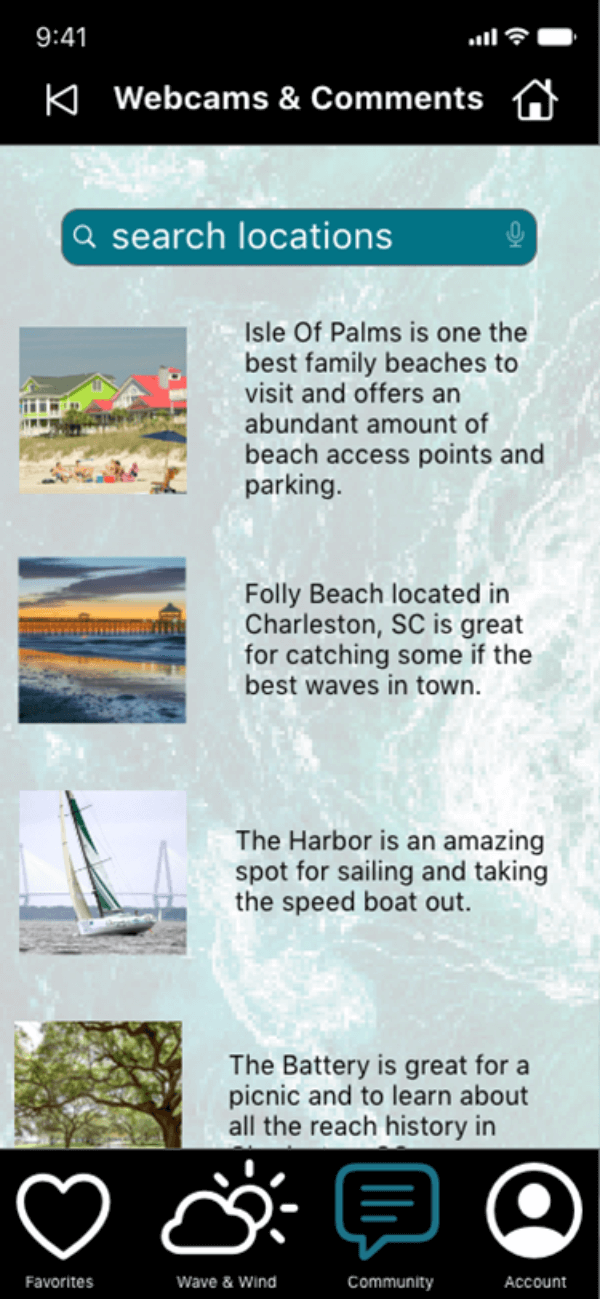 9:41
Webcams & Comments
search locations
Isle Of Palms is one the
best family beaches to
visit and offers an
abundant amount of
beach access points and
parking.
Folly Beach located in
Charleston, SC is great
for catching some if the
best waves in town.
The Harbor is an amazing
spot for sailing and taking
the speed boat out.
The Battery is great for a
picnic and to learn about
all the reach history in
Favorites
Wave & Wind
Community
Account